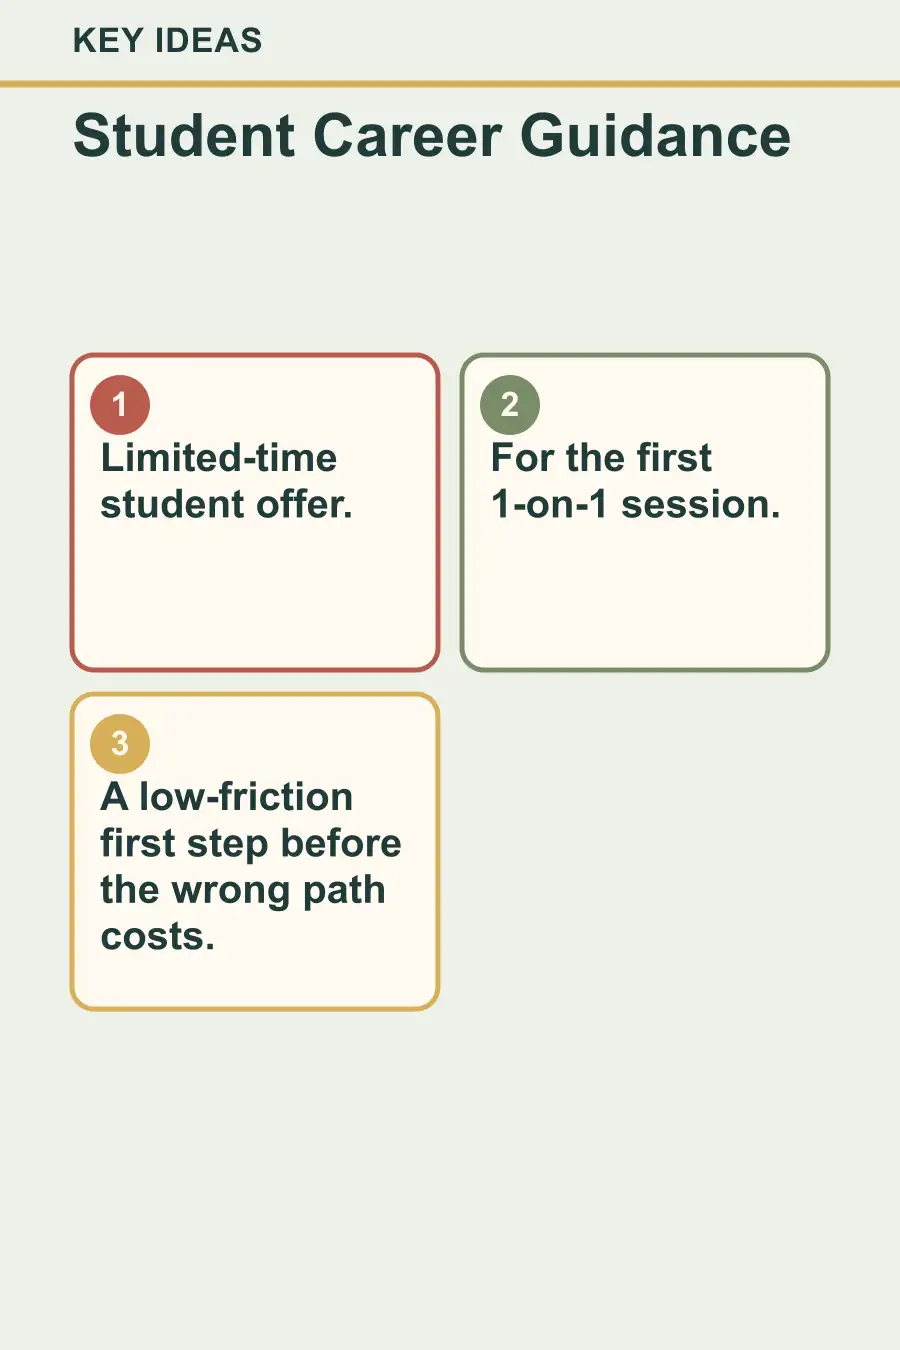 KEY IDEAS
Student Career Guidance
1
Limited-time
student offer.
2
For the first
1-on-1 session.
3
A low-friction
first step before
the wrong path
costs.